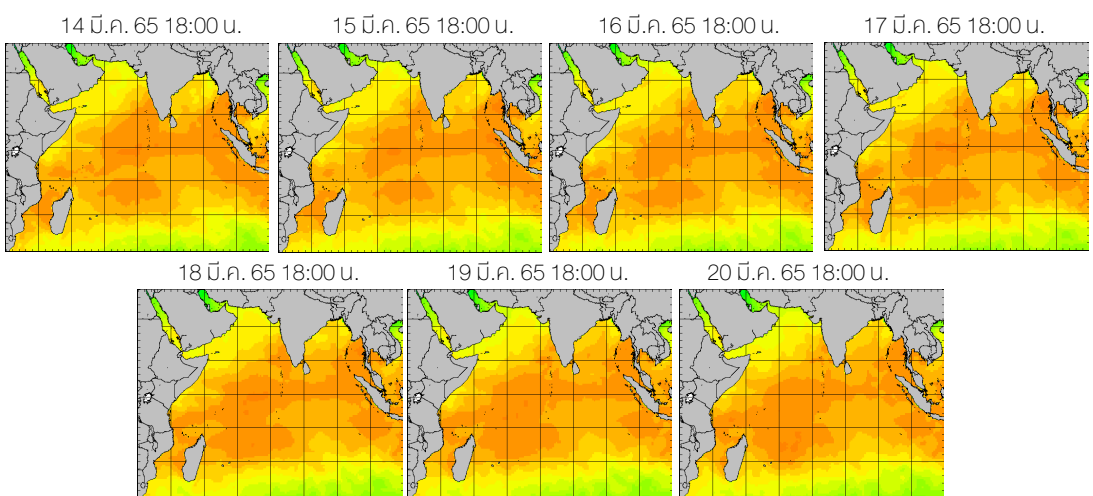 14 มี.ค. 65 18:00 น.
15 มี.ค. 65 18:00 น.
16 มี.ค. 65 18:00 น.
17 มี.ค. 65 18:00 น.
18 มี.ค. 65 18:00 น.
19 มี.ค. 65 18:00 น.
20 มี.ค. 65 18:00 น.